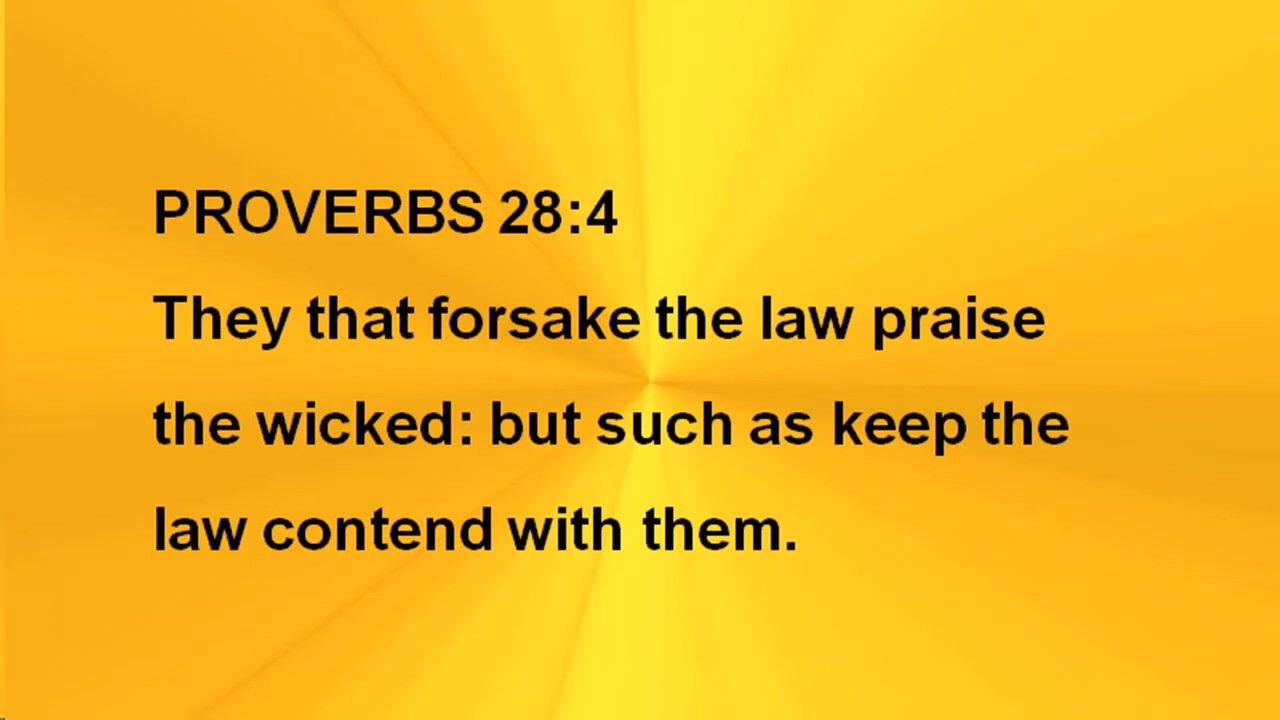 PROVERBS 28:4
They that forsake the law praise
the wicked: but such as keep the
law contend with them.